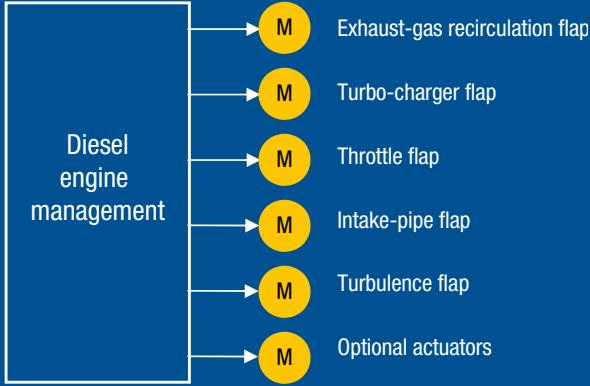 M Exhaust-gas recirculation flap
M Turbo-charger flap
M Throttle flap
Diesel
engine
management
M Intake-pipe flap
M Turbulence flap
M Optional actuators